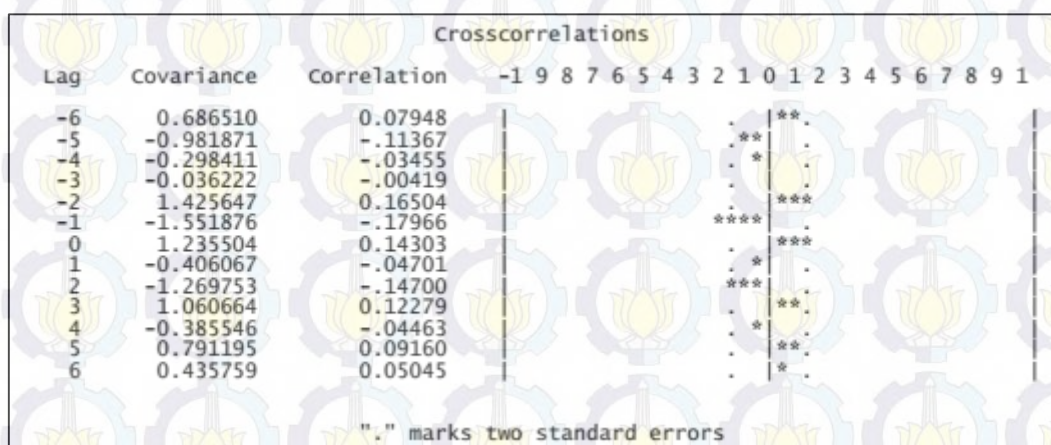 Crosscorrelations
Lag Covariance Correlation -1 9 8 7 6 5 4 3 2 1 0 1 2 3 4 5 6 7 8 9 1
-6 0.686510 0.07948 | . |**. |
-5 -0.981871 -.11367 | .**| . |
-4 -0.298411 -.03455 | . *| . |
-3 -0.036222 -.00419 | . | . |
-2 1.425647 0.16504 | . |*** |
-1 -1.551876 -.17966 | ****| . |
0 1.235504 0.14303 | . |*** |
1 -0.406067 -.04701 | . *| . |
2 -1.269753 -.14700 | ***| . |
3 1.060664 0.12279 | . |**. |
4 -0.385546 -.04463 | . *| . |
5 0.791195 0.09160 | . |**. |
6 0.435759 0.05045 | . |* . |
"." marks two standard errors